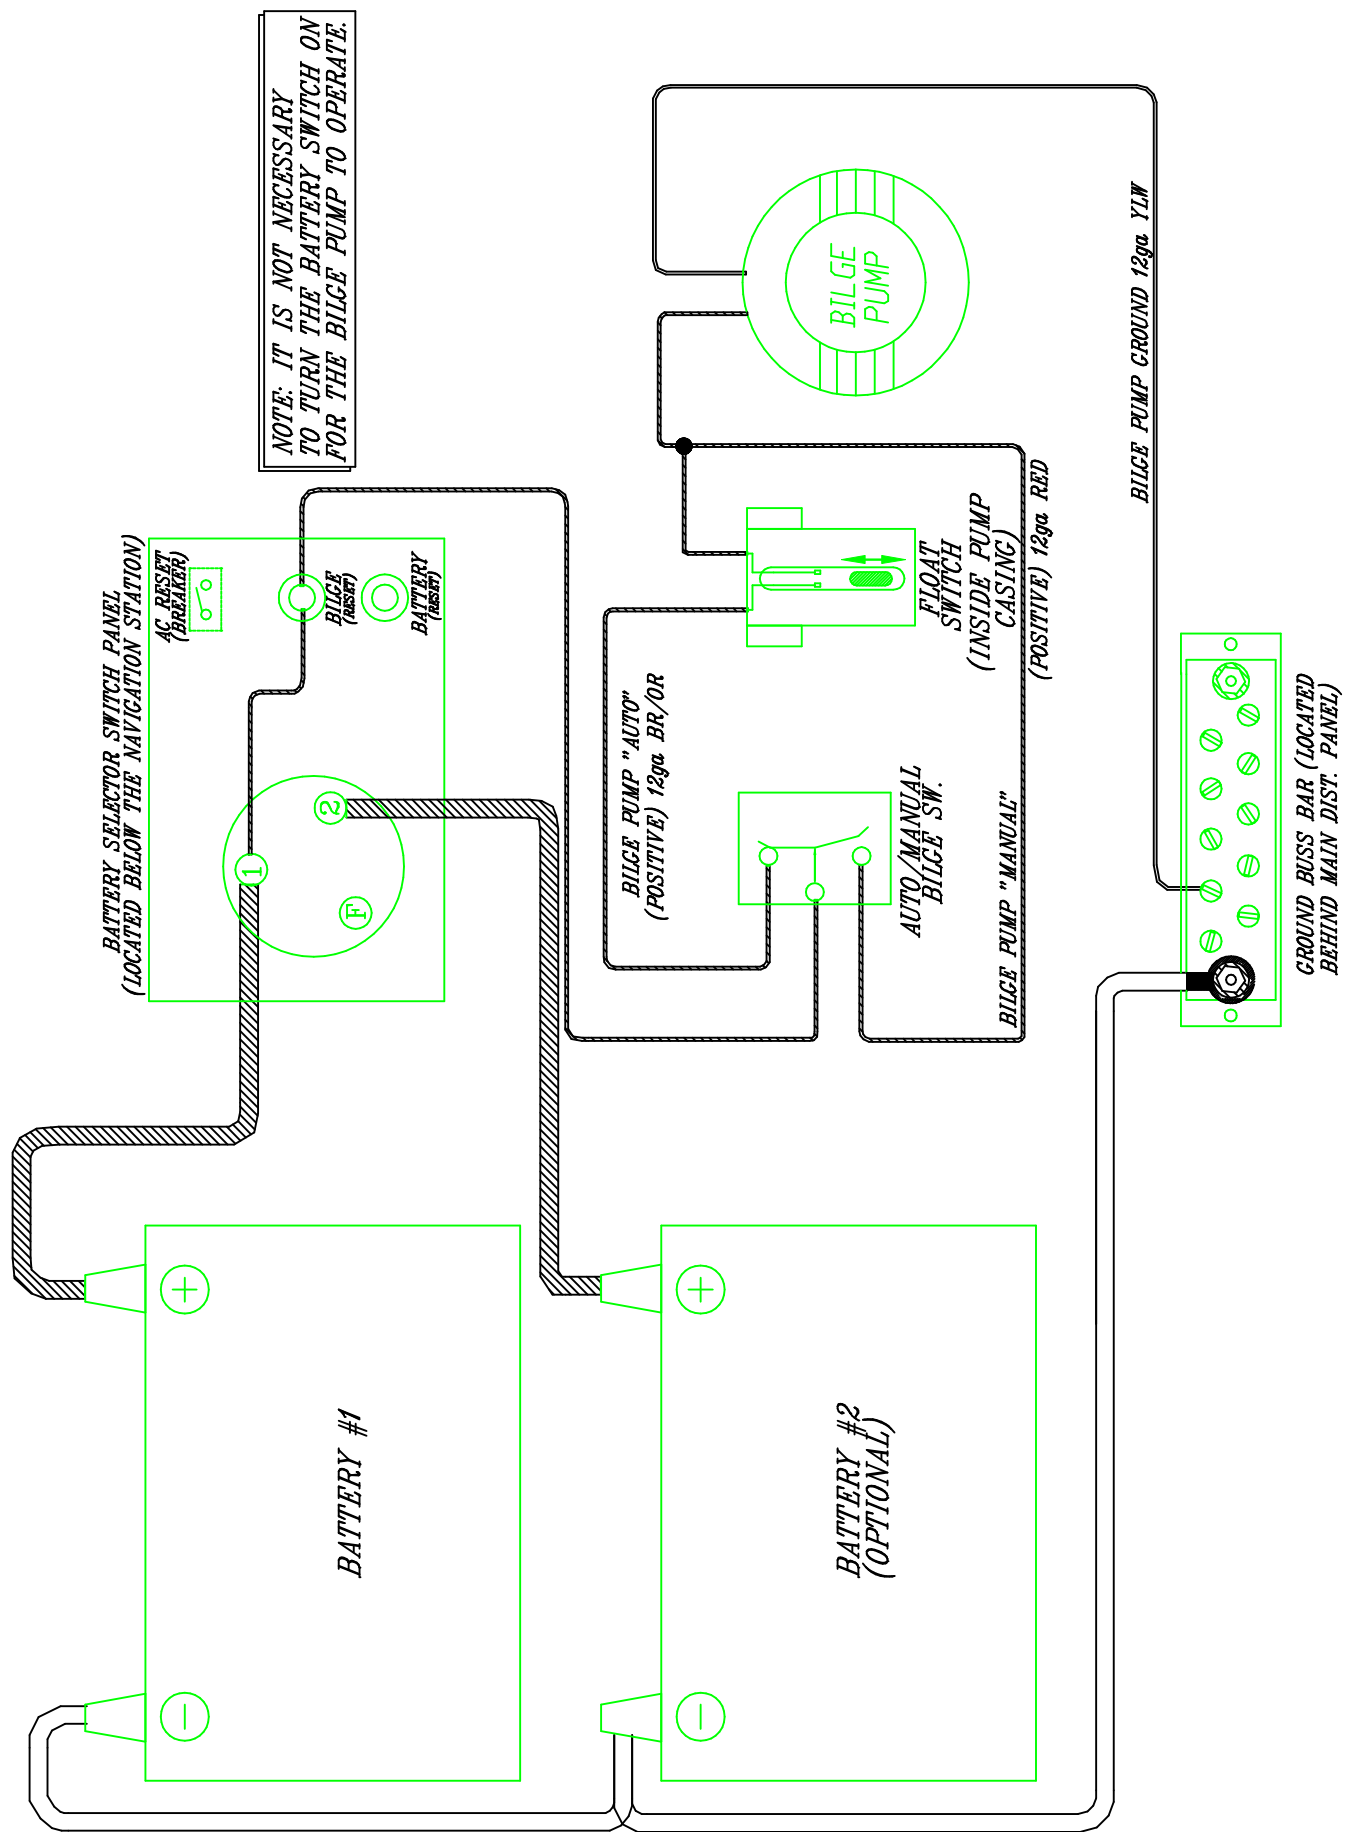 NOTE: IT IS NOT NECESSARY
TO TURN THE BATTERY SWITCH ON
FOR THE BILGE PUMP TO OPERATE.
BATTERY SELECTOR SWITCH PANEL
(LOCATED BELOW THE NAVIGATION STATION)
AC RESET
(BREAKER)
BILGE
(RESET)
BATTERY
(RESET)
1
2
F
BILGE
PUMP
BILGE PUMP GROUND 12ga YLW
FLOAT
SWITCH
(INSIDE PUMP
CASING)
BILGE PUMP "AUTO"
(POSITIVE) 12ga BR/OR
AUTO/MANUAL
BILGE SW.
BILGE PUMP "MANUAL"
(POSITIVE) 12ga RED
GROUND BUSS BAR (LOCATED
BEHIND MAIN DIST. PANEL)
+
-
BATTERY #1
+
-
BATTERY #2
(OPTIONAL)